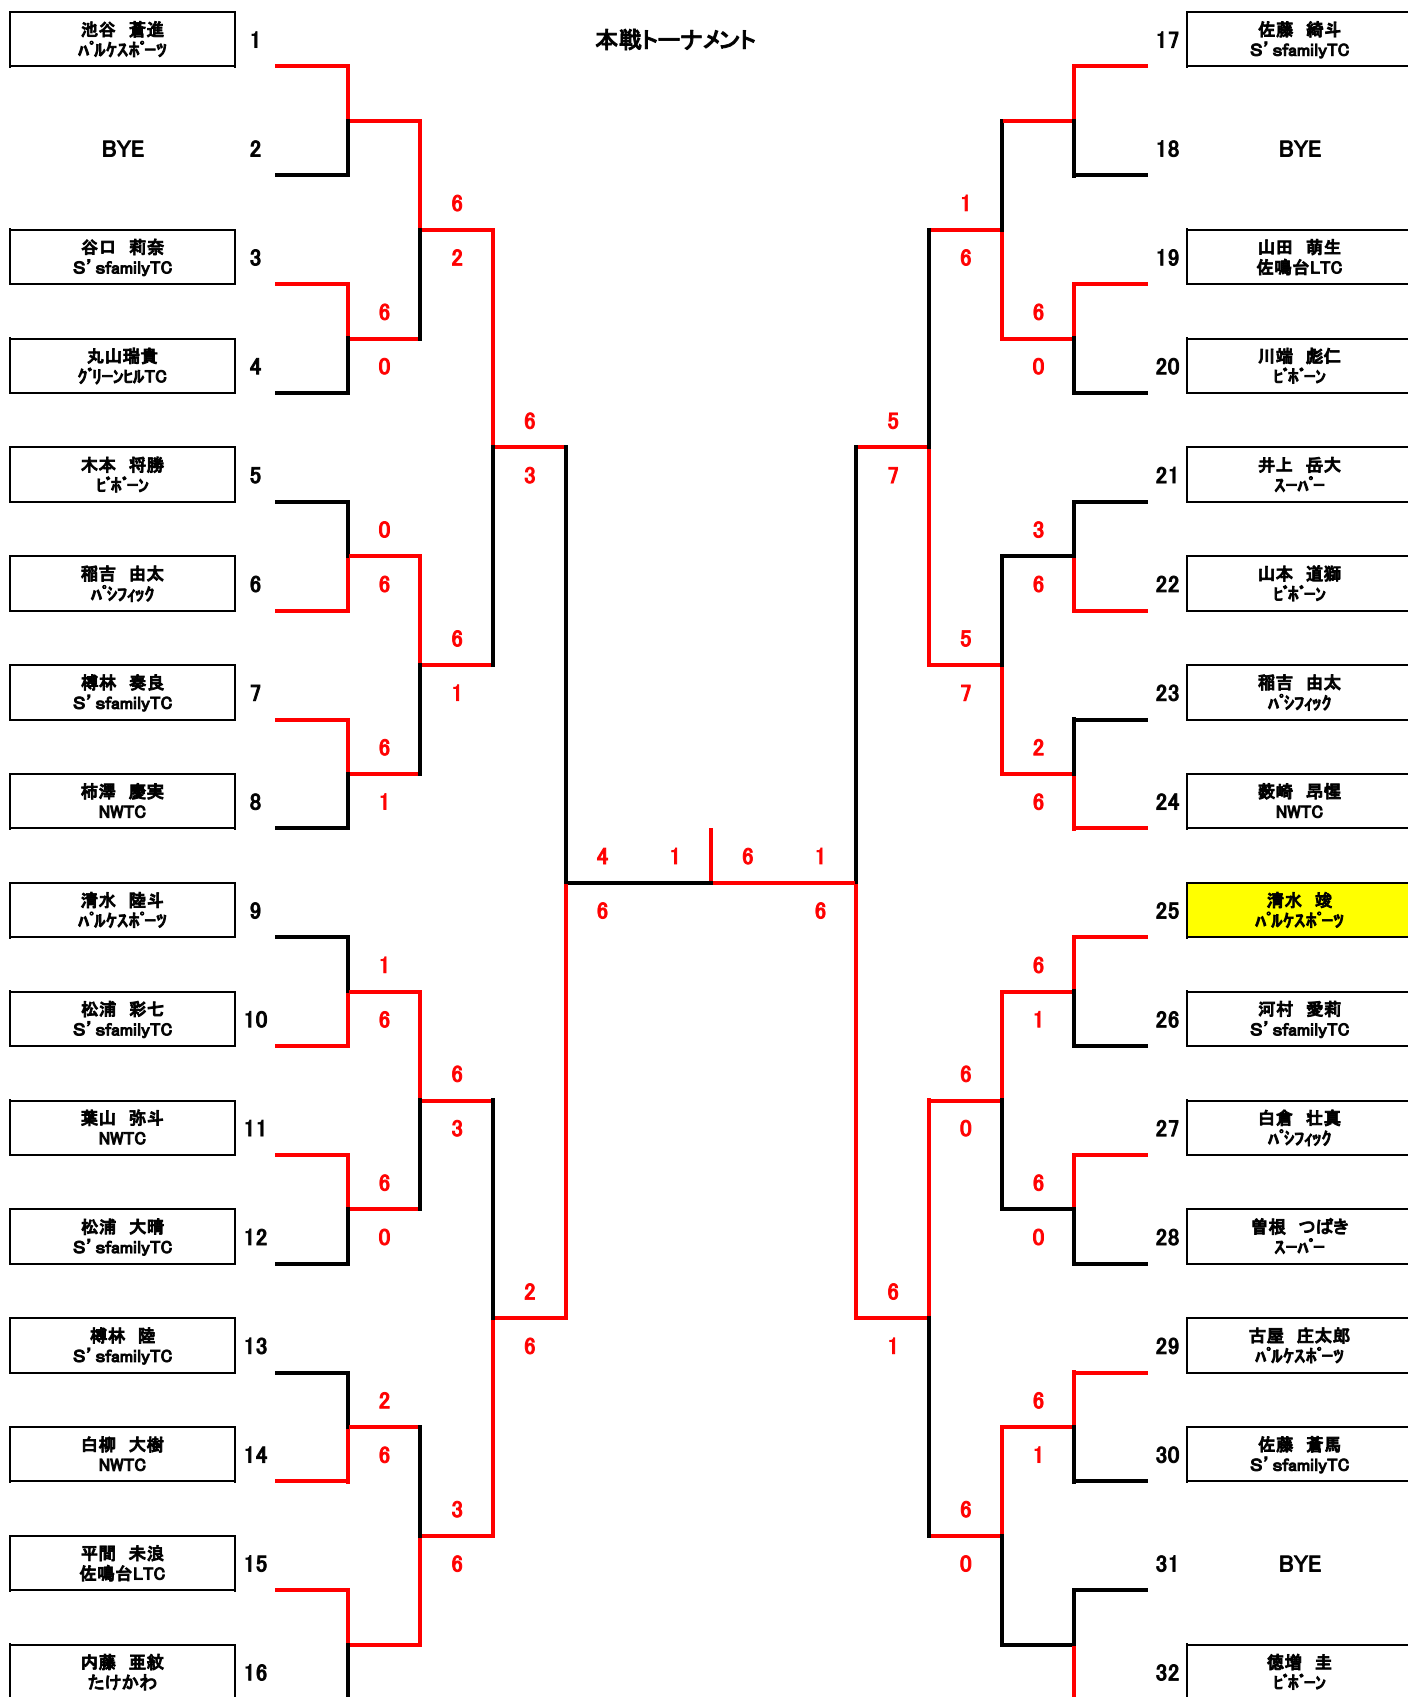 本戦トーナメント
池谷 蒼進
パルケスポーツ
1
BYE
2
6
2
谷口 莉奈
S'sfamilyTC
3
6
0
丸山瑞貴
グリーンヒルTC
4
6
3
木本 将勝
ビボーン
5
0
6
稲吉 由太
パシフィック
6
6
1
樽林 奏良
S'sfamilyTC
7
6
1
柿澤 慶実
NWTC
8
4 1 6 1
6 6
清水 陸斗
パルケスポーツ
9
1
6
松浦 彩七
S'sfamilyTC
10
6
3
葉山 弥斗
NWTC
11
6
0
松浦 大晴
S'sfamilyTC
12
2
6
樽林 陸
S'sfamilyTC
13
2
6
白柳 大樹
NWTC
14
3
6
平間 未浪
佐鳴台LTC
15
内藤 亜紋
たけかわ
16
17
佐藤 綺斗
S'sfamilyTC
18
BYE
1
6
19
山田 萌生
佐鳴台LTC
6
0
20
川端 彪仁
ビボーン
5
7
21
井上 岳大
スーパー
3
6
22
山本 道獅
ビボーン
5
7
23
稲吉 由太
パシフィック
2
6
24
薮崎 昂惺
NWTC
25
清水 竣
パルケスポーツ
6
1
26
河村 愛莉
S'sfamilyTC
6
0
27
白倉 壮真
パシフィック
6
0
28
曽根 つばき
スーパー
6
1
29
古屋 庄太郎
パルケスポーツ
6
1
30
佐藤 蒼馬
S'sfamilyTC
6
0
31
BYE
32
徳増 圭
ビボーン